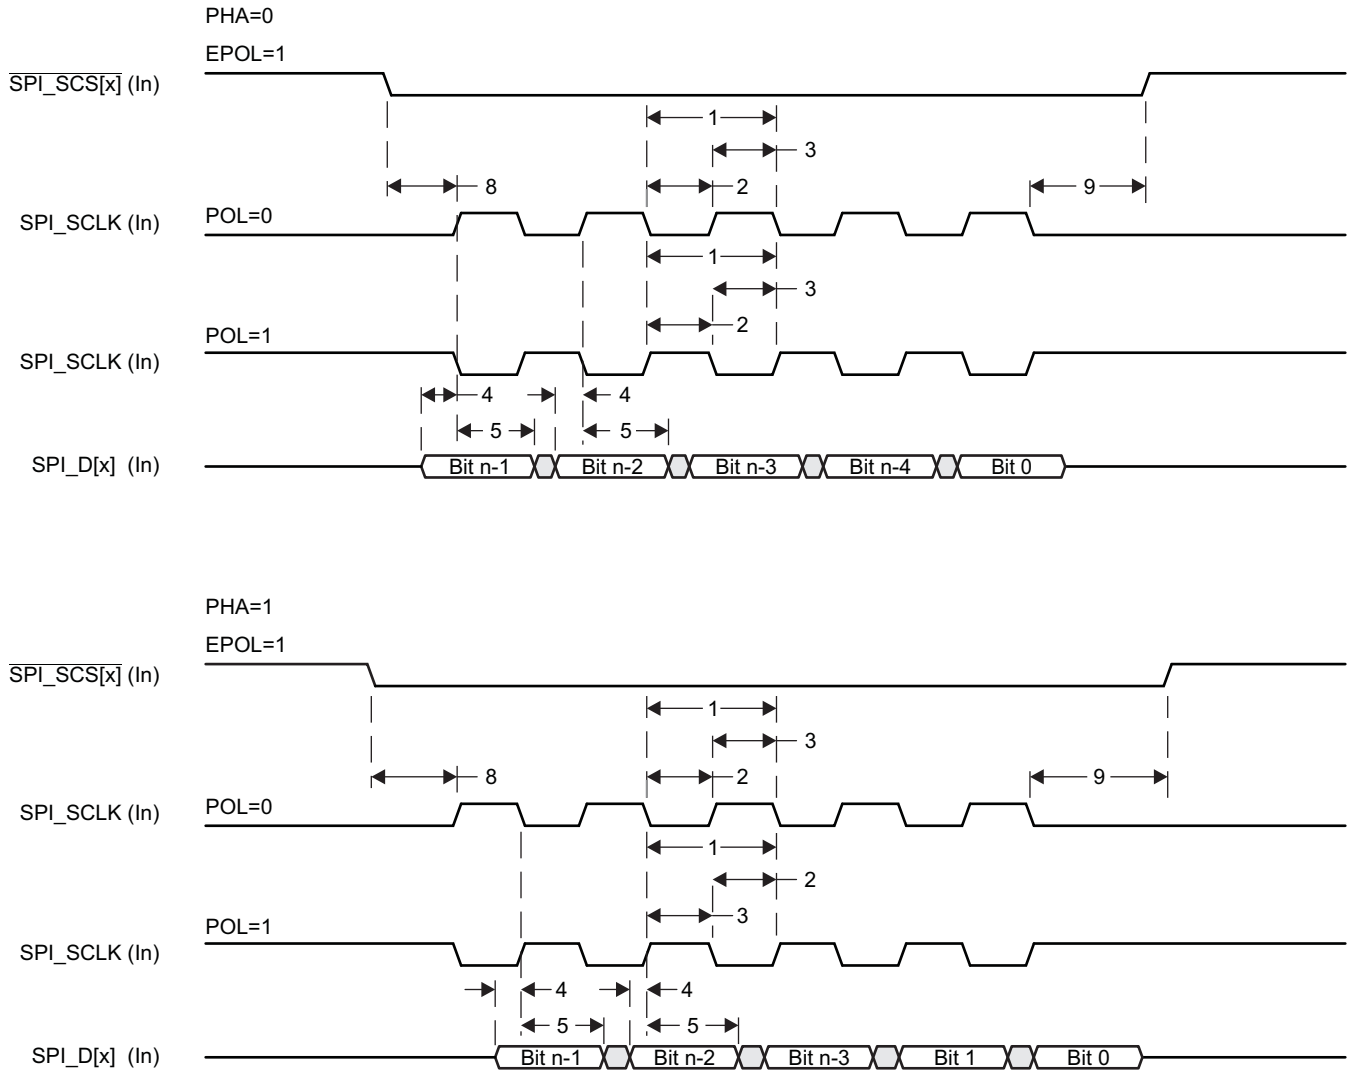 PHA=0
EPOL=1
SPI_SCS[x] (In)
1
3
8 2 9
SPI_SCLK (In) POL=0
1
3
2
POL=1
SPI_SCLK (In)
4 4
5 5
SPI_D[x] (In) Bit n-1 Bit n-2 Bit n-3 Bit n-4 Bit 0
PHA=1
EPOL=1
SPI_SCS[x] (In)
1
3
8 2 9
SPI_SCLK (In) POL=0
1
2
3
POL=1
SPI_SCLK (In)
4 4
5 5
SPI_D[x] (In) Bit n-1 Bit n-2 Bit n-3 Bit 1 Bit 0